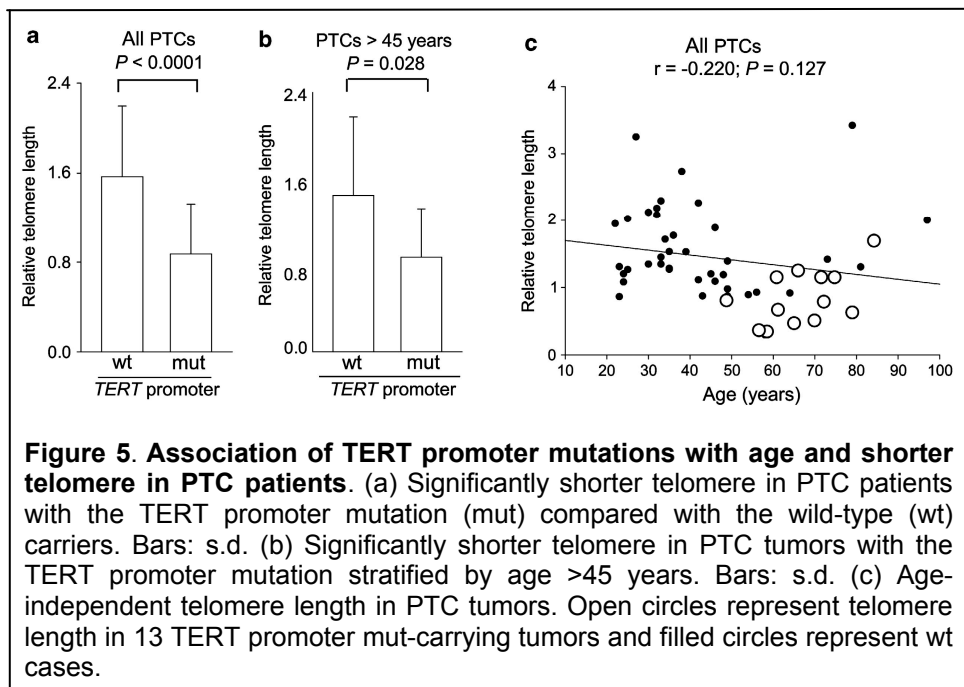 a
All PTCs
P < 0.0001
2.4
1.6
0.8
0.0
Relative telomere length
wt mut
TERT promoter
b
PTCs > 45 years
P = 0.028
2.4
1.6
0.8
0.0
Relative telomere length
wt mut
TERT promoter
c
All PTCs
r = -0.220; P = 0.127
4
3
2
1
0
Relative telomere length
10 20 30 40 50 60 70 80 90 100
Age (years)
Figure 5. Association of TERT promoter mutations with age and shorter
telomere in PTC patients. (a) Significantly shorter telomere in PTC patients
with the TERT promoter mutation (mut) compared with the wild-type (wt)
carriers. Bars: s.d. (b) Significantly shorter telomere in PTC tumors with the
TERT promoter mutation stratified by age >45 years. Bars: s.d. (c) Age-
independent telomere length in PTC tumors. Open circles represent telomere
length in 13 TERT promoter mut-carrying tumors and filled circles represent wt
cases.